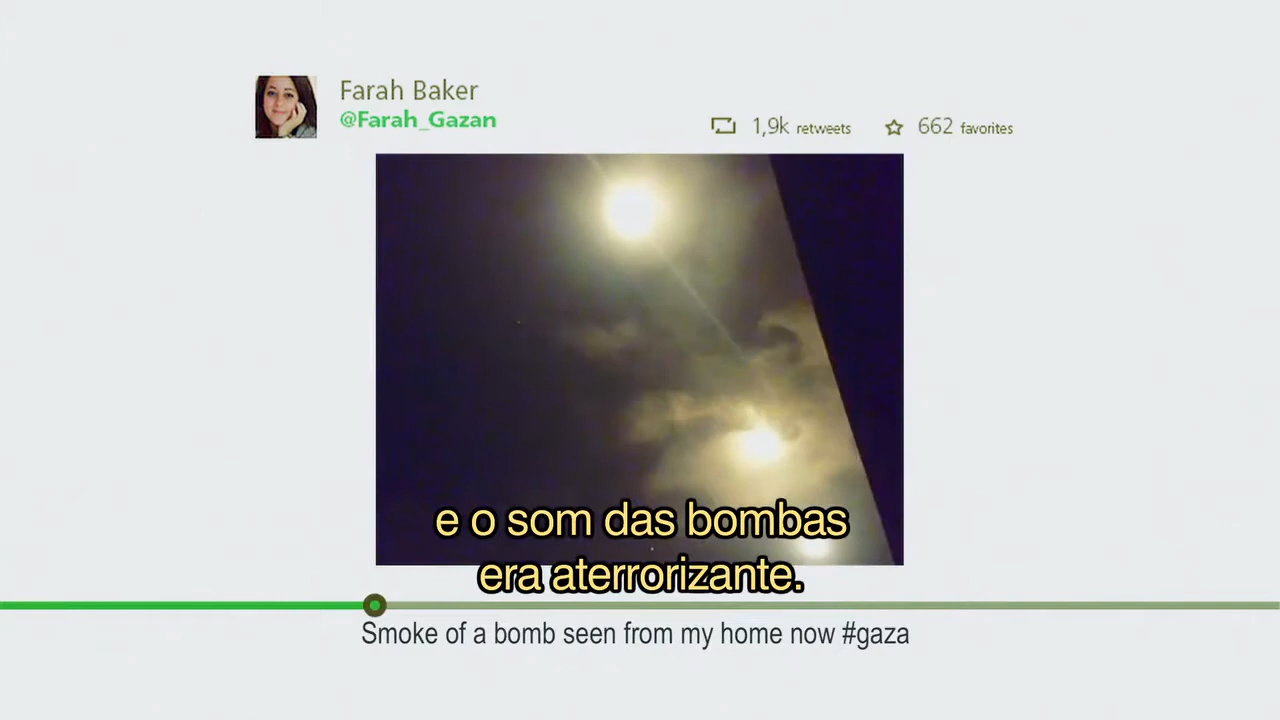 Farah Baker
@Farah_Gazan
1,9k retweets 662 favorites
e o som das bombas
era aterrorizante.
Smoke of a bomb seen from my home now #gaza